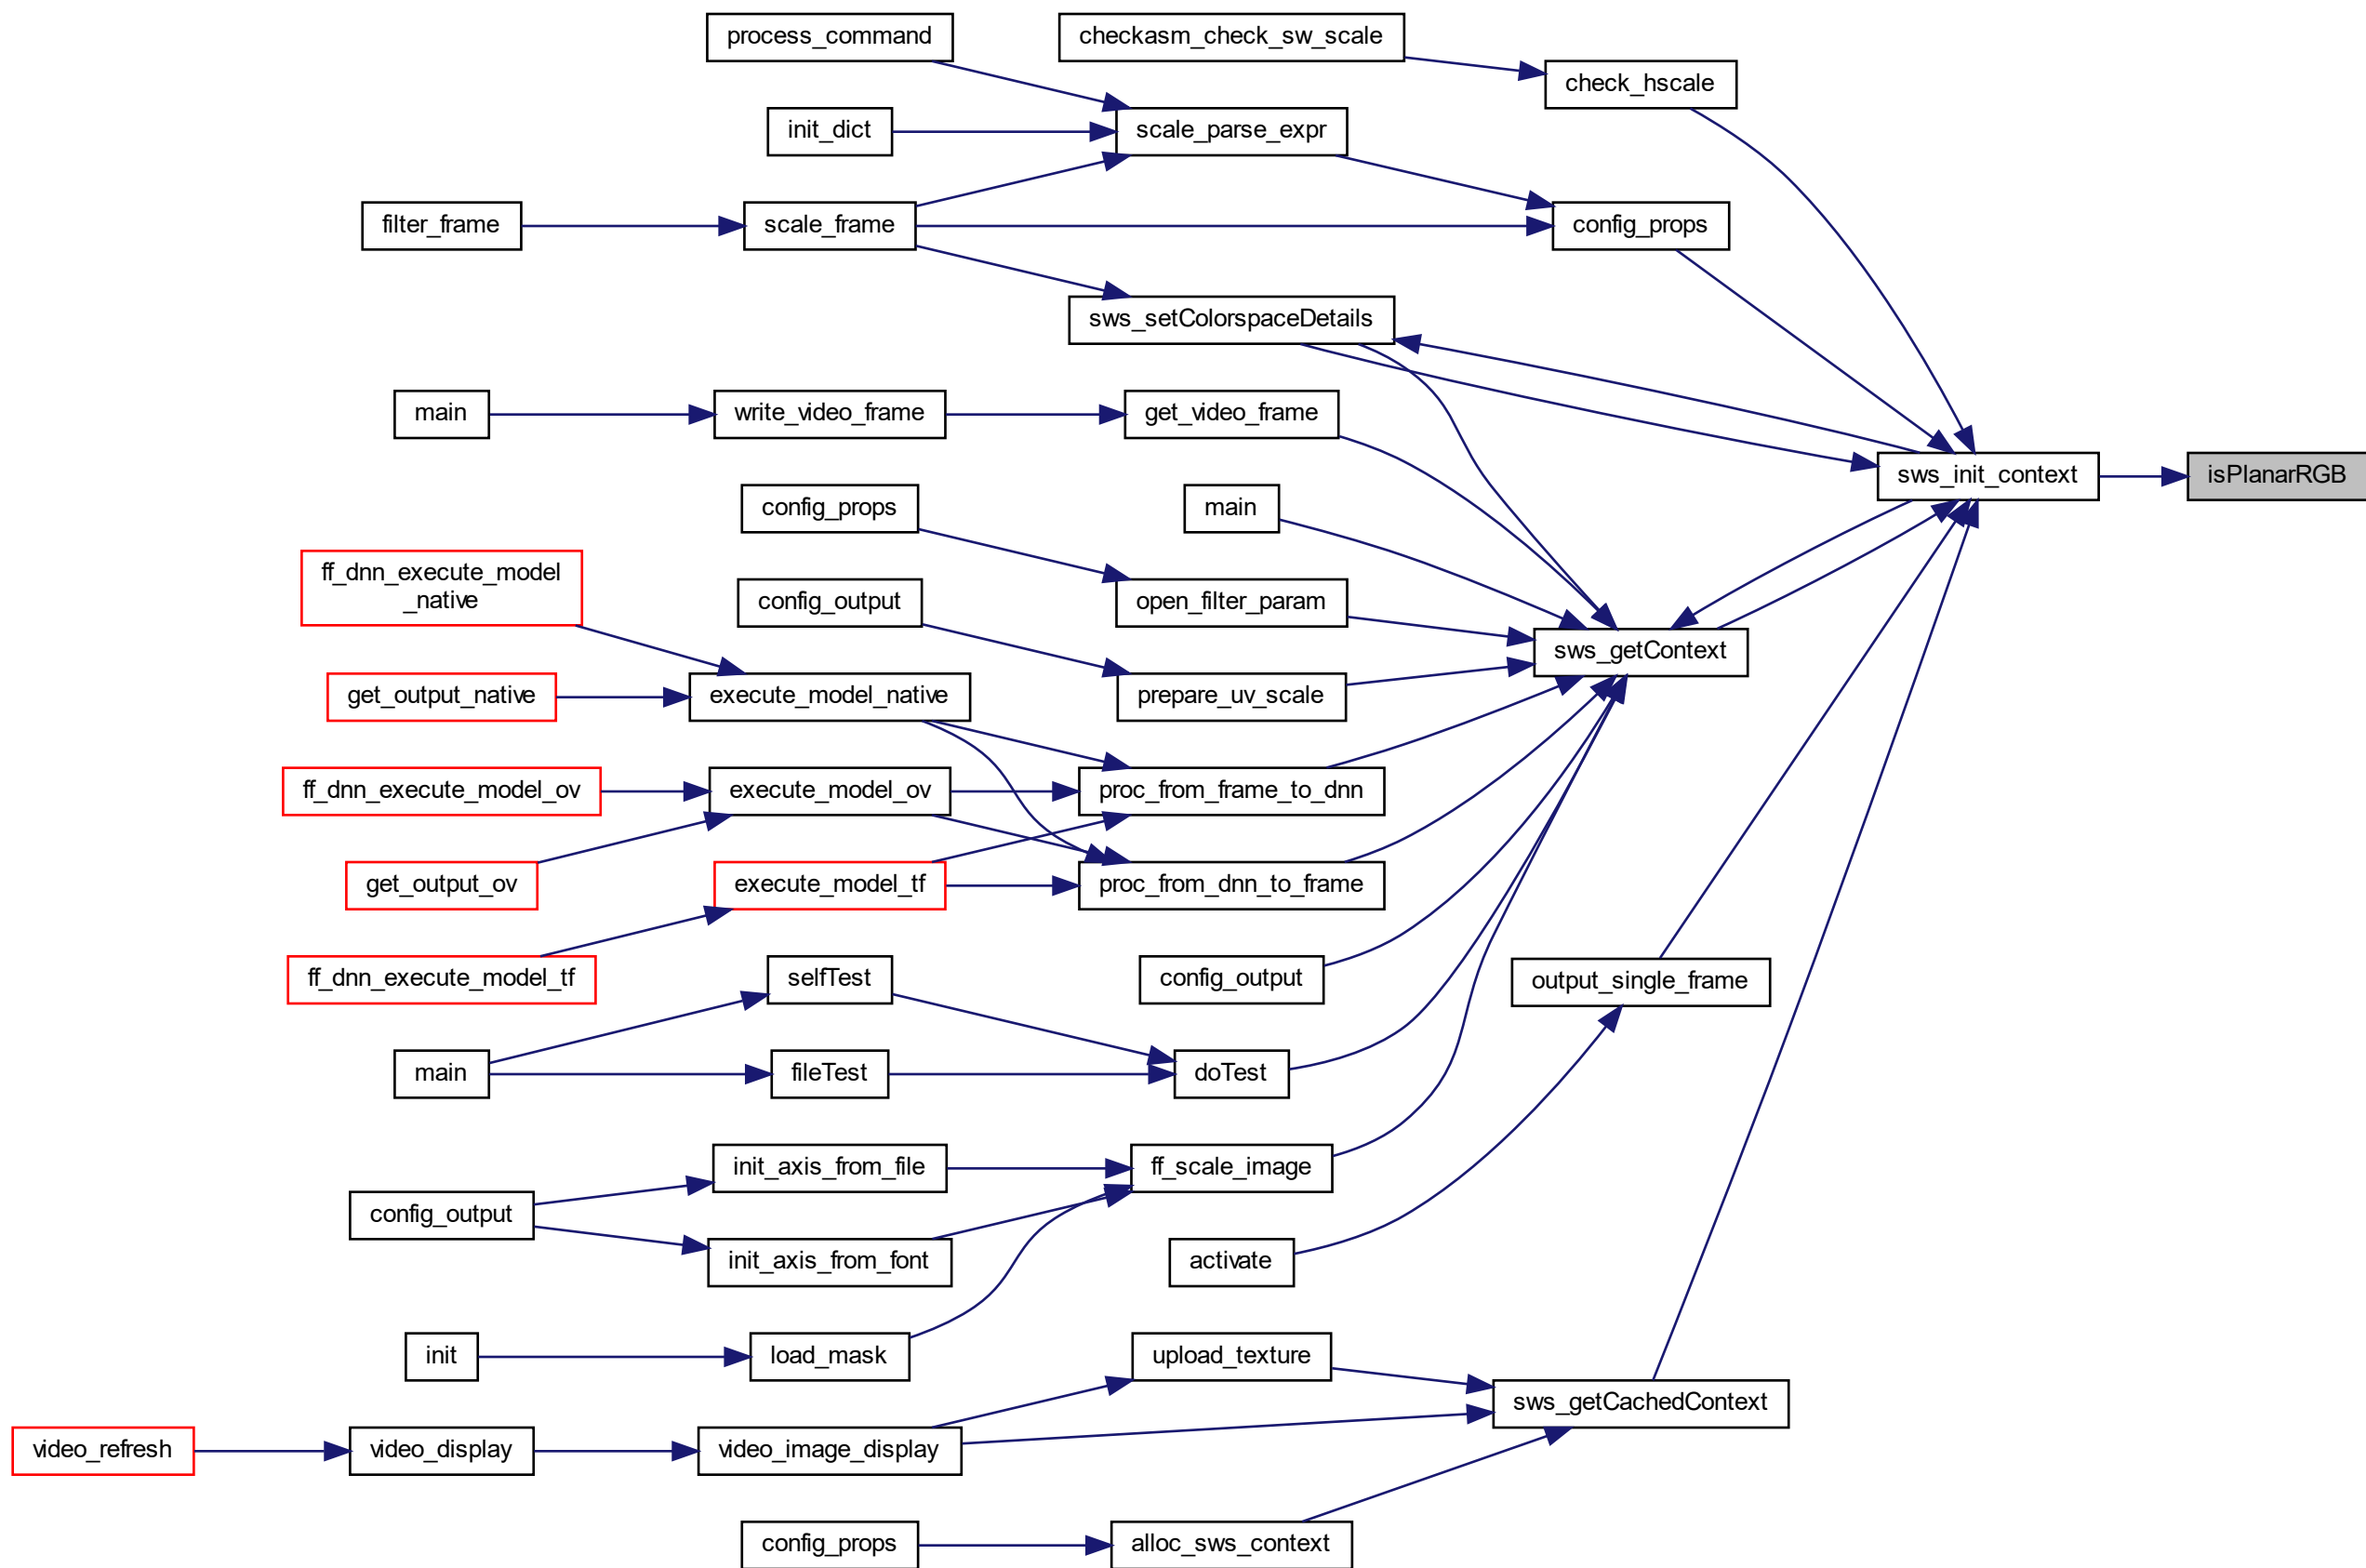 process_command
checkasm_check_sw_scale
check_hscale
init_dict
scale_parse_expr
filter_frame
scale_frame
config_props
sws_setColorspaceDetails
main
write_video_frame
get_video_frame
sws_init_context
isPlanarRGB
config_props
main
ff_dnn_execute_model
_native
config_output
open_filter_param
sws_getContext
get_output_native
execute_model_native
prepare_uv_scale
ff_dnn_execute_model_ov
execute_model_ov
proc_from_frame_to_dnn
get_output_ov
execute_model_tf
proc_from_dnn_to_frame
ff_dnn_execute_model_tf
selfTest
config_output
output_single_frame
main
fileTest
doTest
init_axis_from_file
ff_scale_image
config_output
init_axis_from_font
activate
init
load_mask
upload_texture
sws_getCachedContext
video_refresh
video_display
video_image_display
config_props
alloc_sws_context